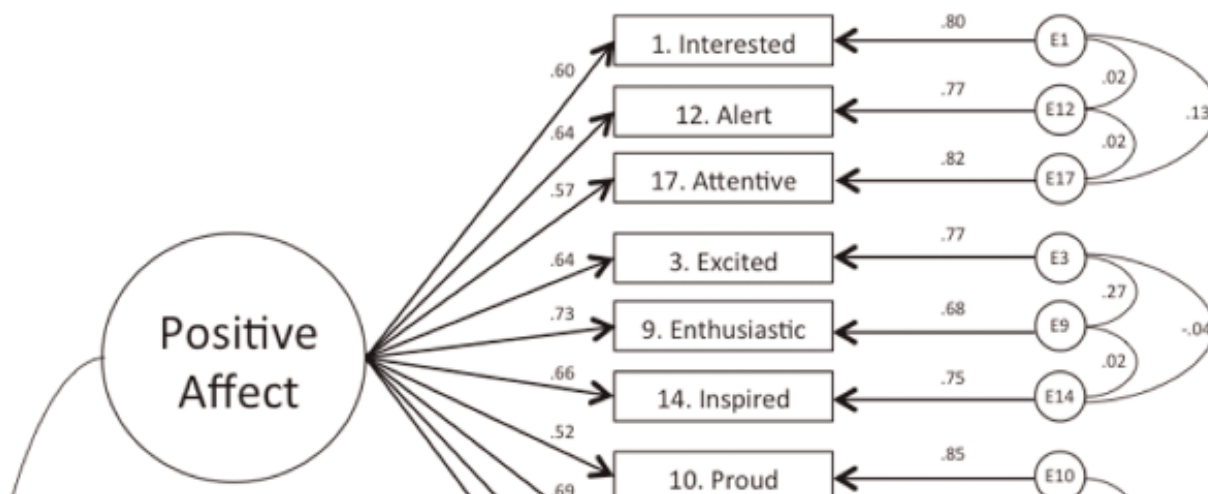 .60
1. Interested
.80
E1
.02
.64
12. Alert
.77
E12
.13
.02
.57
17. Attentive
.82
E17
.64
3. Excited
.77
E3
.27
Positive
Affect
.73
9. Enthusiastic
.68
E9
-.04
.02
.66
14. Inspired
.75
E14
.52
10. Proud
.85
E10
.69